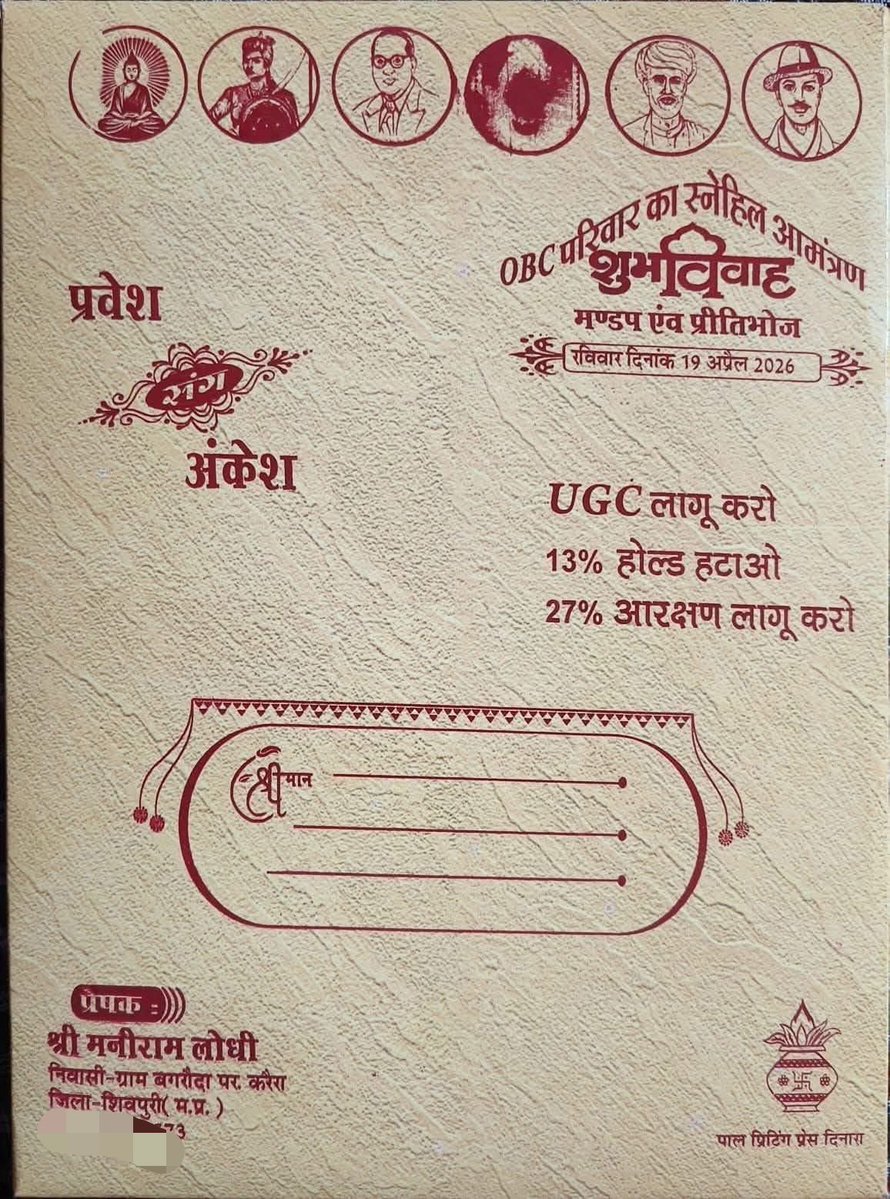 OBC परिवार का स्नेहिल आमंत्रण
शुभविवाह
मण्डप एंव प्रीतिभोज
रविवार दिनांक 19 अप्रैल 2026
प्रवेश
संग
अंकेश
UGC लागू करो
13% होल्ड हटाओ
27% आरक्षण लागू करो
श्रीमान
प्रेषक :
श्री मनीराम लोधी
निवासी-ग्राम बगरौदा पर. करैरा
जिला-शिवपुरी( म.प्र. )
73
पाल प्रिटिंग प्रेस दिनारा